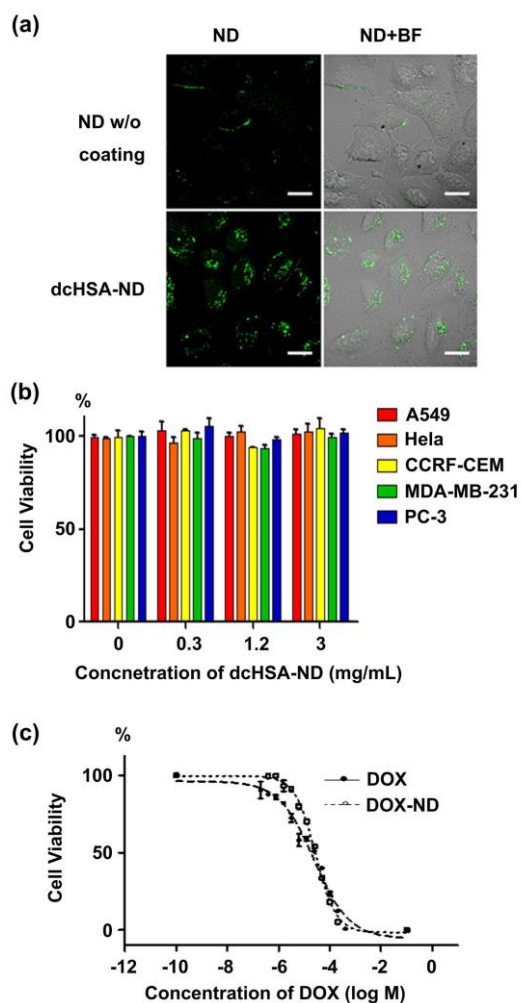 (a)
ND ND+BF
ND w/o
coating
dcHSA-ND
(b)
%
100
50
0
Cell Viability
0 0.3 1.2 3
Concnetration of dcHSA-ND (mg/mL)
A549
Hela
CCRF-CEM
MDA-MB-231
PC-3
(c)
%
100
50
0
Cell Viability
DOX
DOX-ND
-12 -10 -8 -6 -4 -2 0
Concentration of DOX (log M)